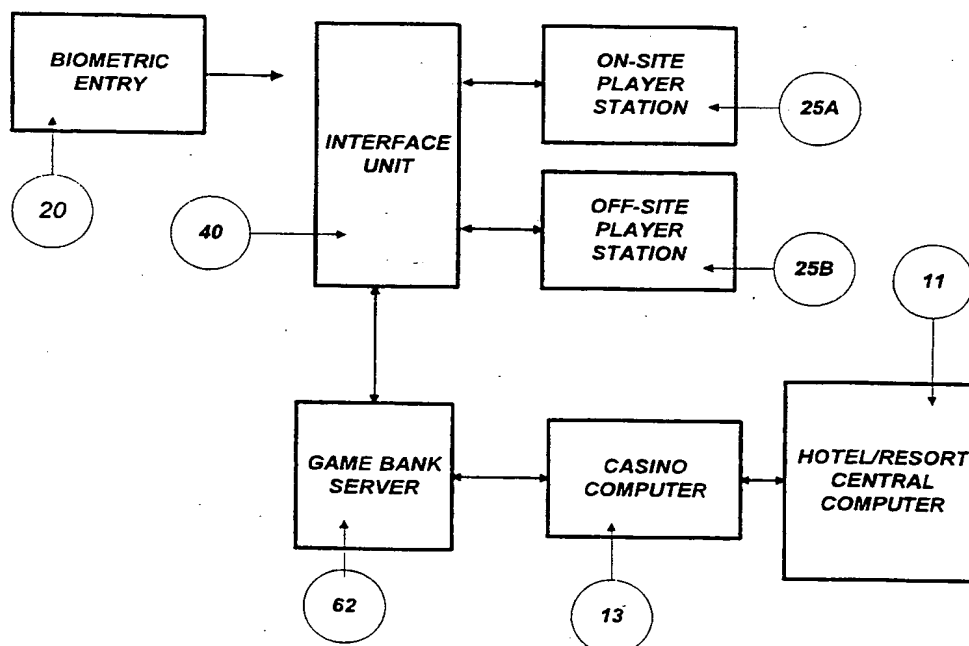 BIOMETRIC
ENTRY
20
INTERFACE
UNIT
40
ON-SITE
PLAYER
STATION
25A
OFF-SITE
PLAYER
STATION
25B
11
GAME BANK
SERVER
62
CASINO
COMPUTER
13
HOTEL/RESORT
CENTRAL
COMPUTER